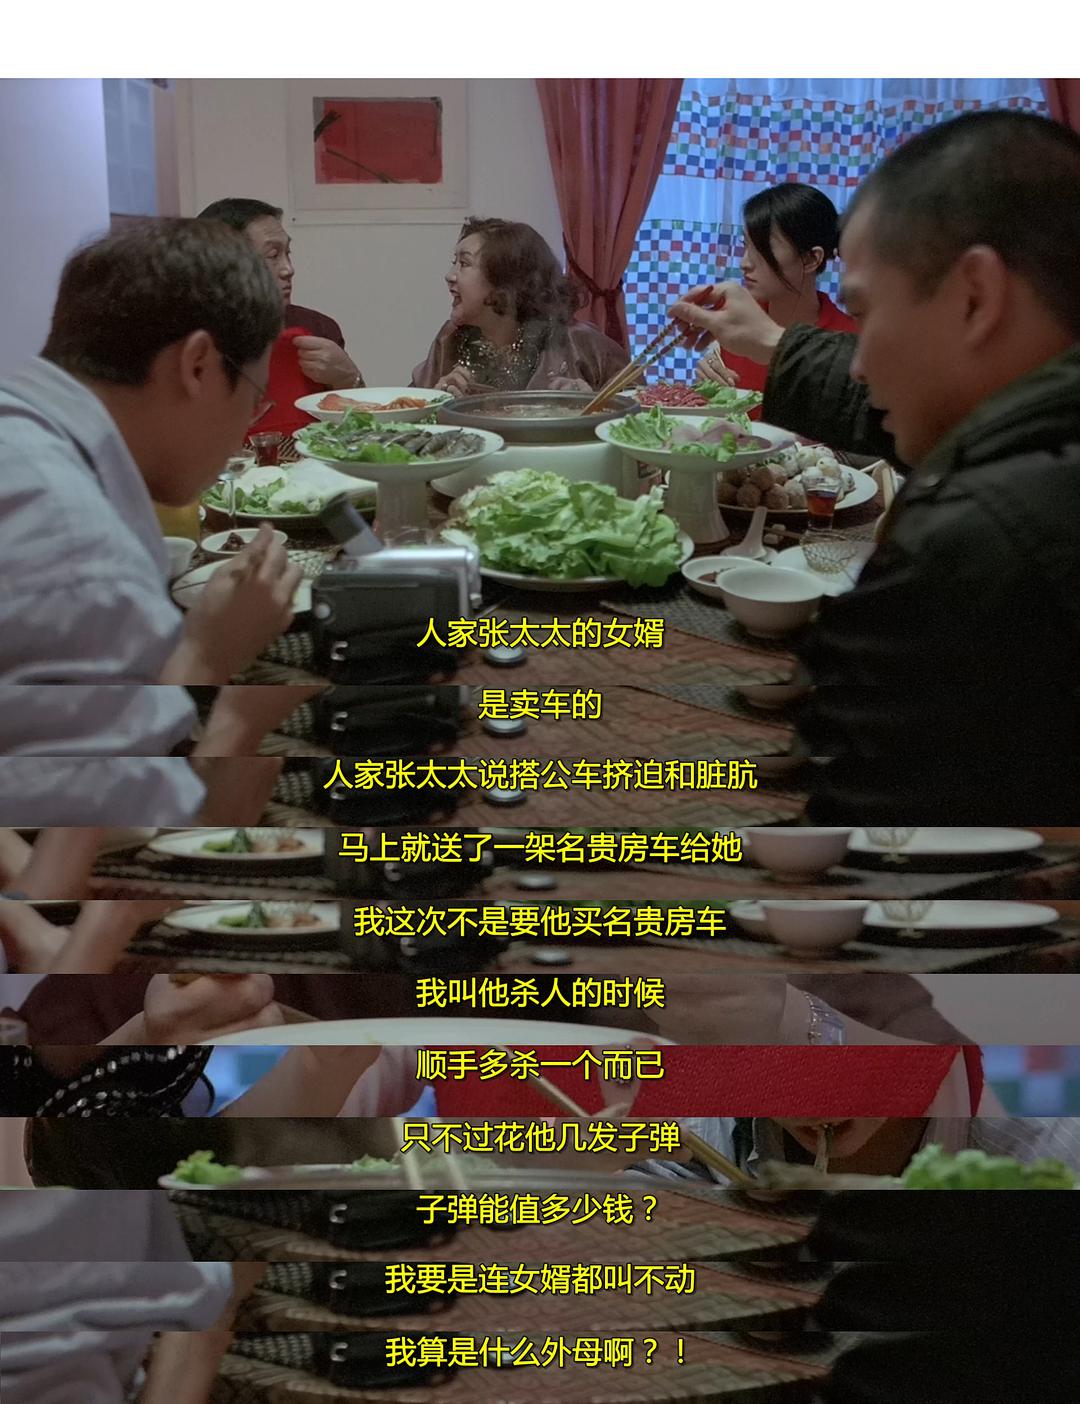 人家张太太的女婿
是卖车的
人家张太太说搭公车挤迫和脏肮
马上就送了一架名贵房车给她
我这次不是要他买名贵房车
我叫他杀人的时候
顺手多杀一个而已
只不过花他几发子弹
子弹能值多少钱？
我要是连女婿都叫不动
我算是什么外母啊？！